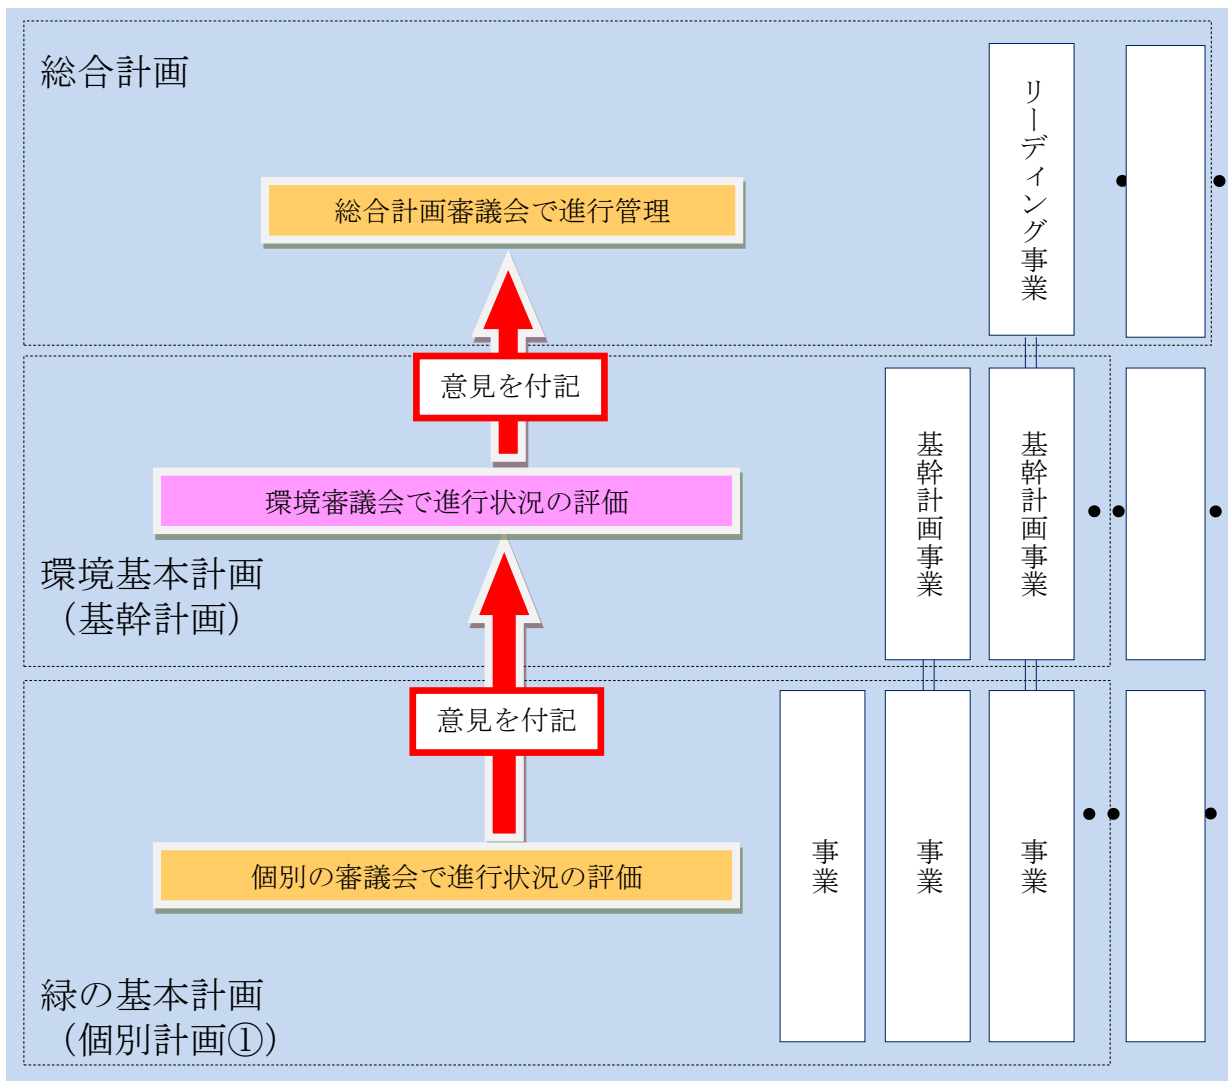 総合計画
リーディング事業
総合計画審議会で進行管理
意見を付記
基幹計画事業
基幹計画事業
環境審議会で進行状況の評価
環境基本計画
（基幹計画）
意見を付記
事業
事業
事業
個別の審議会で進行状況の評価
緑の基本計画
（個別計画①）